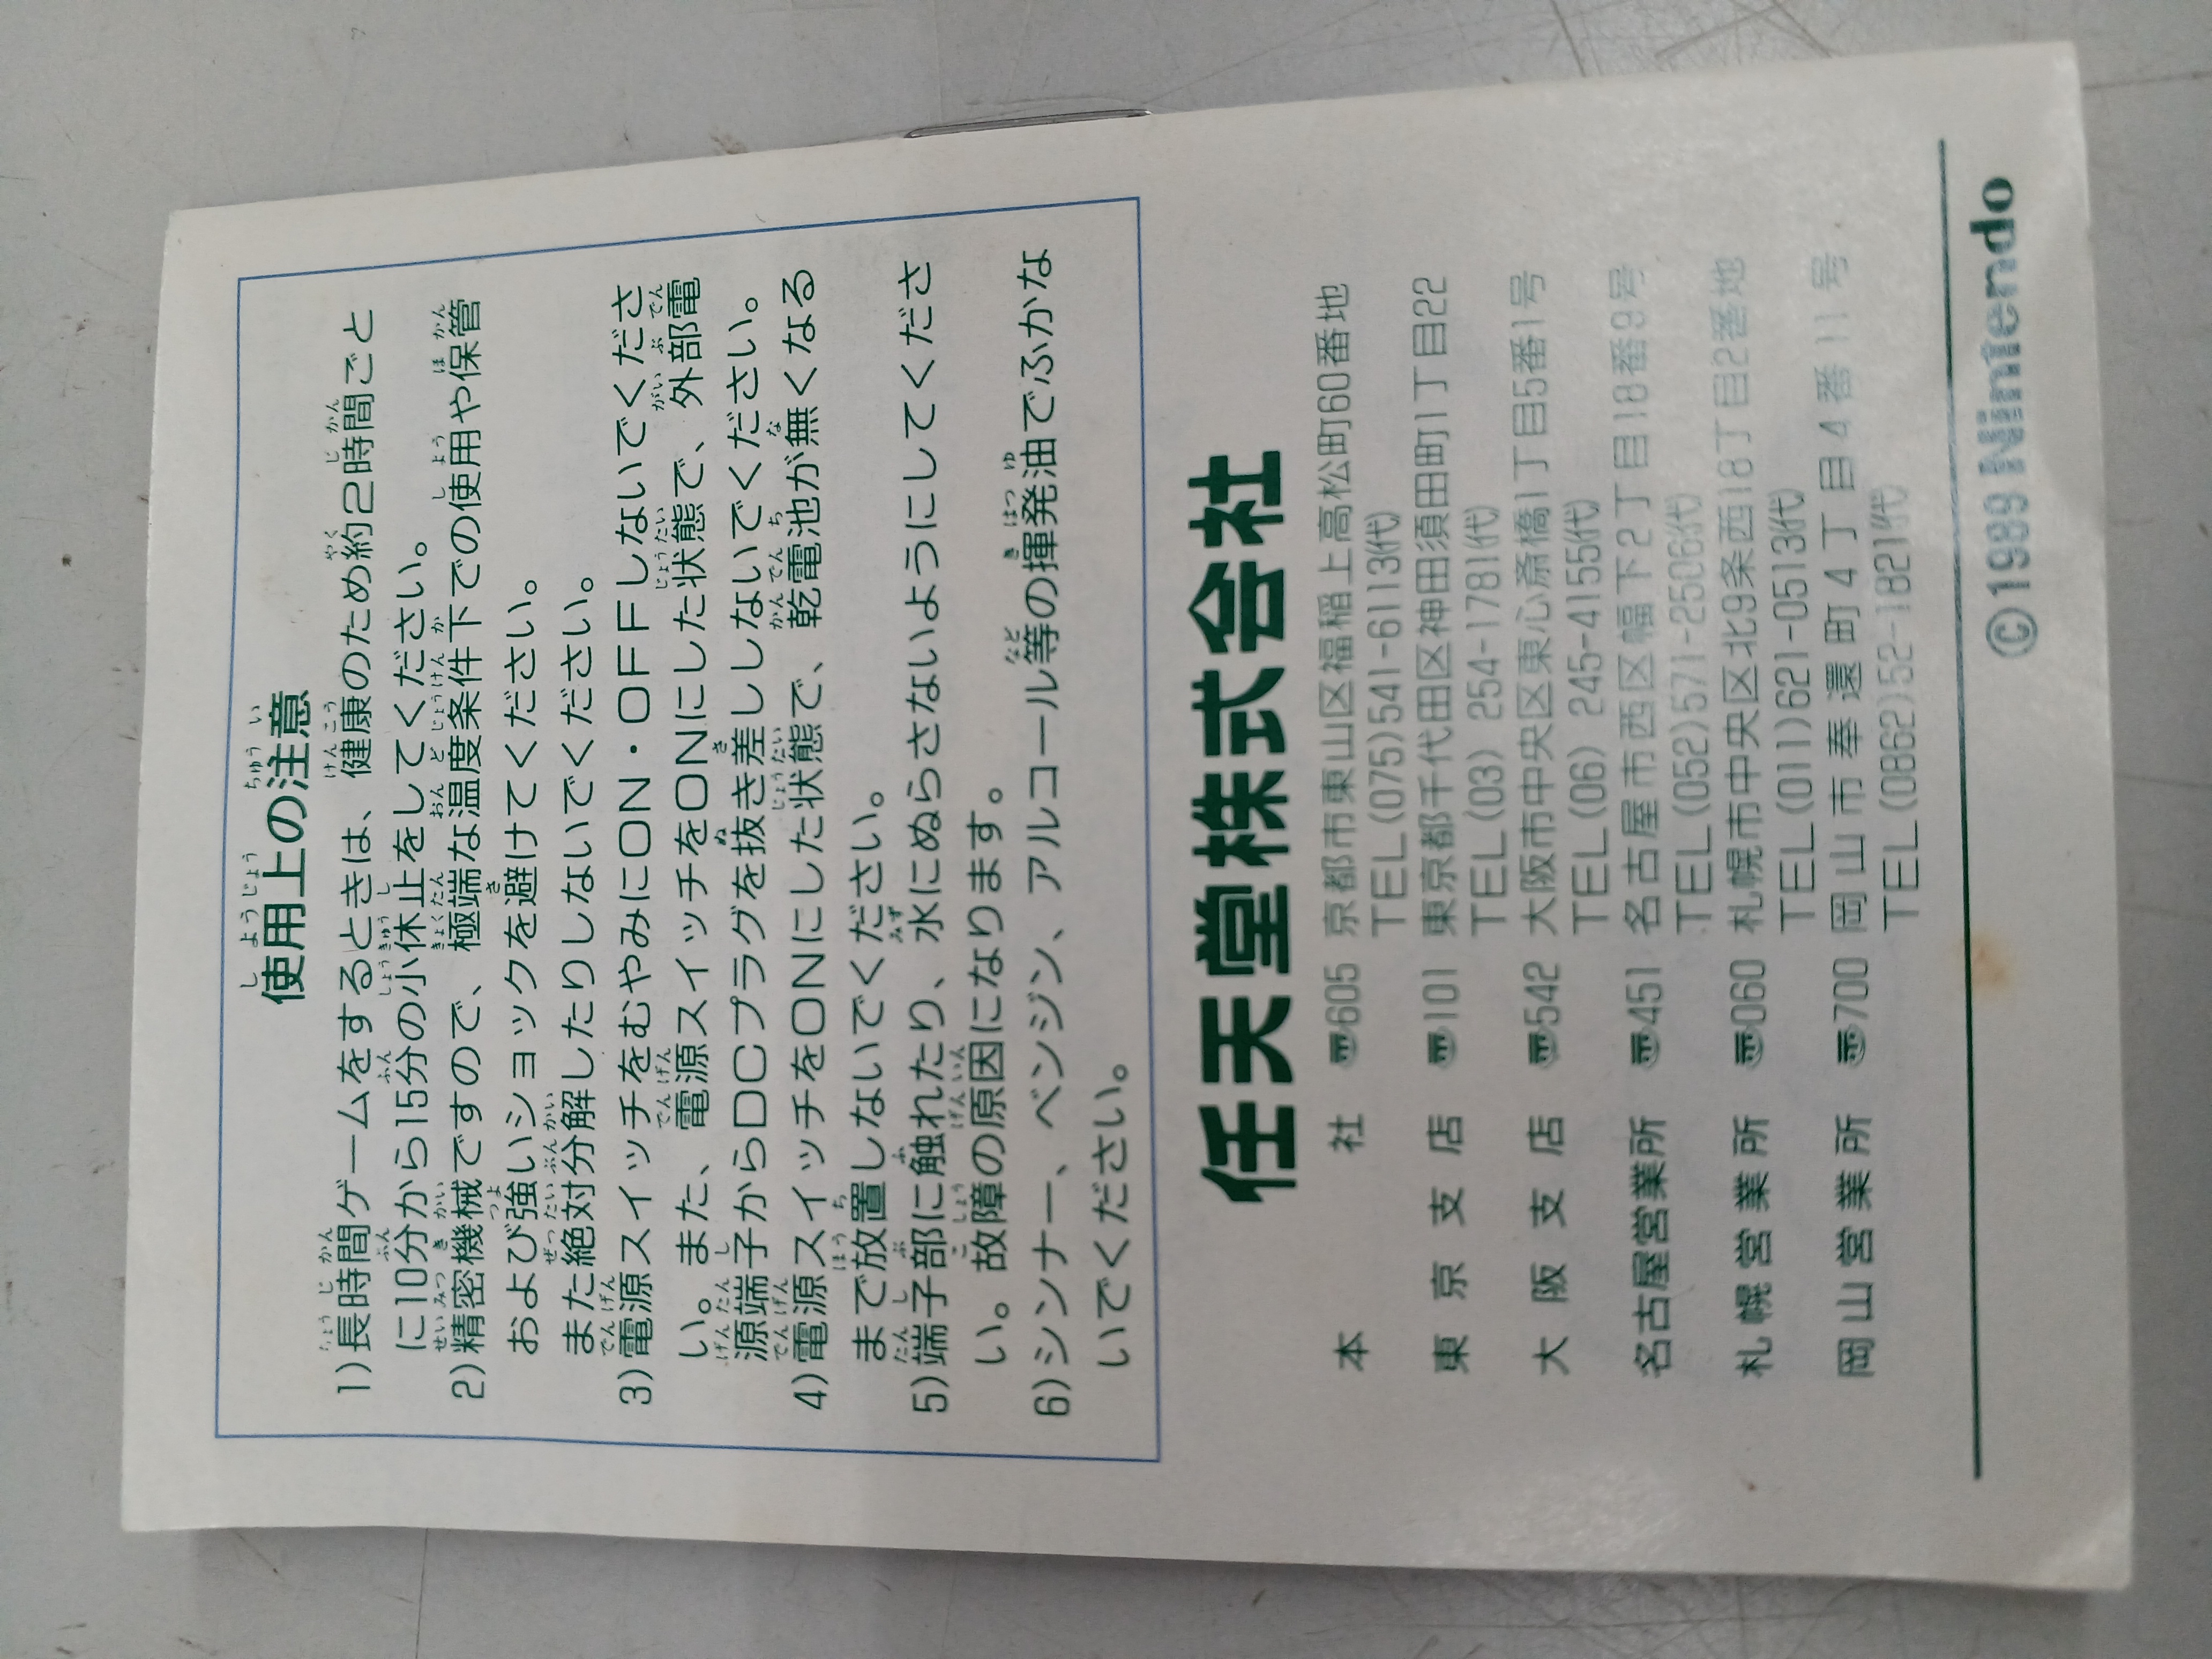 使用上の注意
1)長時間ゲームをするときは、健康のため約2時間ごと
に10分から15分の小休止をしてください。
2)精密機械ですので、極端な温度条件下での使用や保管
および強いショックを避けてください。
また絶対分解したりしないでください。
3)電源スイッチをむやみにON・OFFしないでくださ
い。また、電源スイッチをONにした状態で、外部電
源端子からDCプラグを抜き差ししないでください。
4)電源スイッチをONにした状態で、乾電池が無くなる
まで放置しないでください。
5)端子部に触れたり、水にぬらさないようにしてくださ
い。故障の原因になります。
6)シンナー、ベンジン、アルコール等の揮発油でふかな
いでください。
任天堂株式会社
本社 〠605 京都市東山区福稲上高松町60番地
TEL(075)541-6113(代)
東京支店 〠101 東京都千代田区神田須田町1丁目22
TEL(03) 254-1781(代)
大阪支店 〠542 大阪市中央区東心斎橋1丁目5番1号
TEL(06) 245-4155(代)
名古屋営業所 〠451 名古屋市西区幅下2丁目18番9号
TEL(052)571-2506(代)
札幌営業所 〠060 札幌市中央区北9条西18丁目2番地
TEL(011)621-0513(代)
岡山営業所 〠700 岡山市奉還町4丁目4番11号
TEL(0862)52-1821(代)
©1989 Nintendo